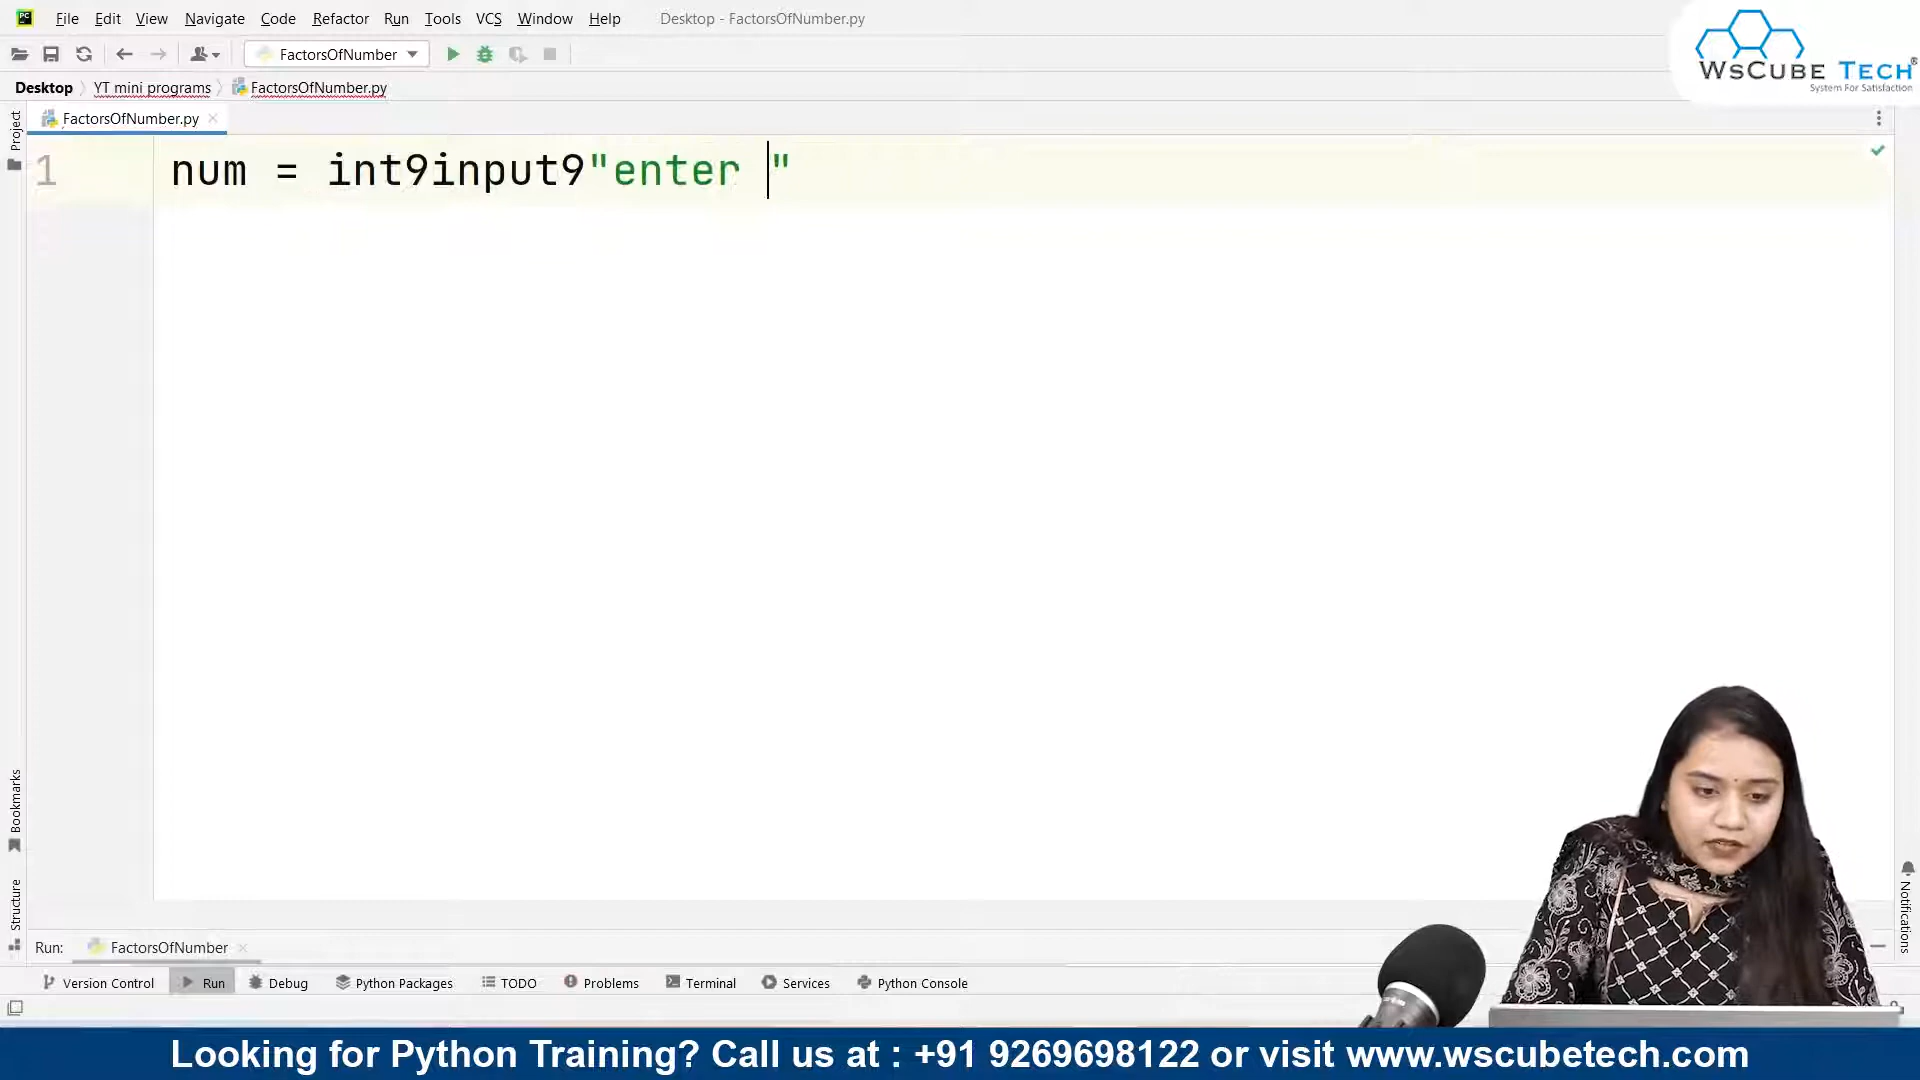 File Edit View Navigate Code Refactor Run Tools VCS Window Help Desktop - FactorsOfNumber.py
FactorsOfNumber
Desktop YT mini programs FactorsOfNumber.py
FactorsOfNumber.py
WsCube Tech®
System For Satisfaction
Project
1 num = int9input9"enter "
Bookmarks
Structure
Notifications
Run: FactorsOfNumber
Version Control Run Debug Python Packages TODO Problems Terminal Services Python Console
Looking for Python Training? Call us at : +91 9269698122 or visit www.wscubetech.com